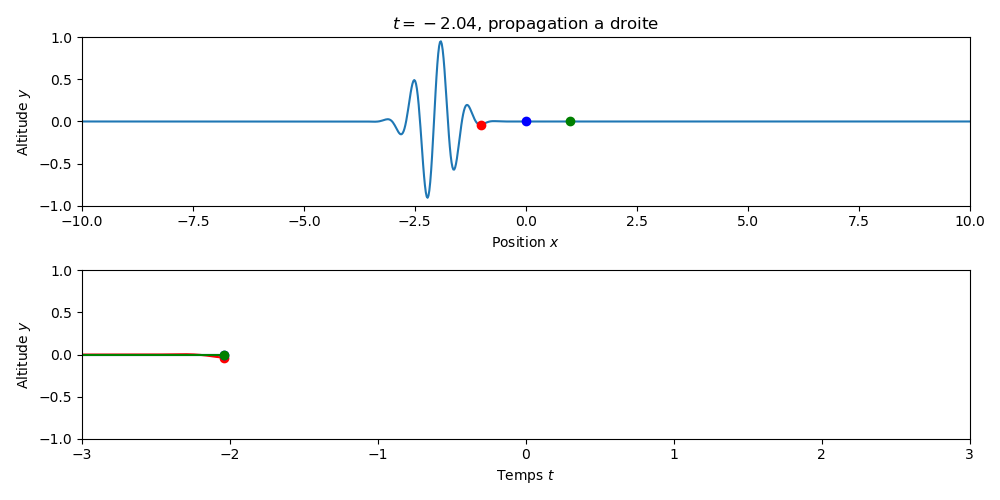 t = −2.04, propagation a droite
1.0
0.5
0.0
−0.5
−1.0
Altitude y
−10.0 −7.5 −5.0 −2.5 0.0 2.5 5.0 7.5 10.0
Position x
1.0
0.5
0.0
−0.5
−1.0
Altitude y
−3 −2 −1 0 1 2 3
Temps t